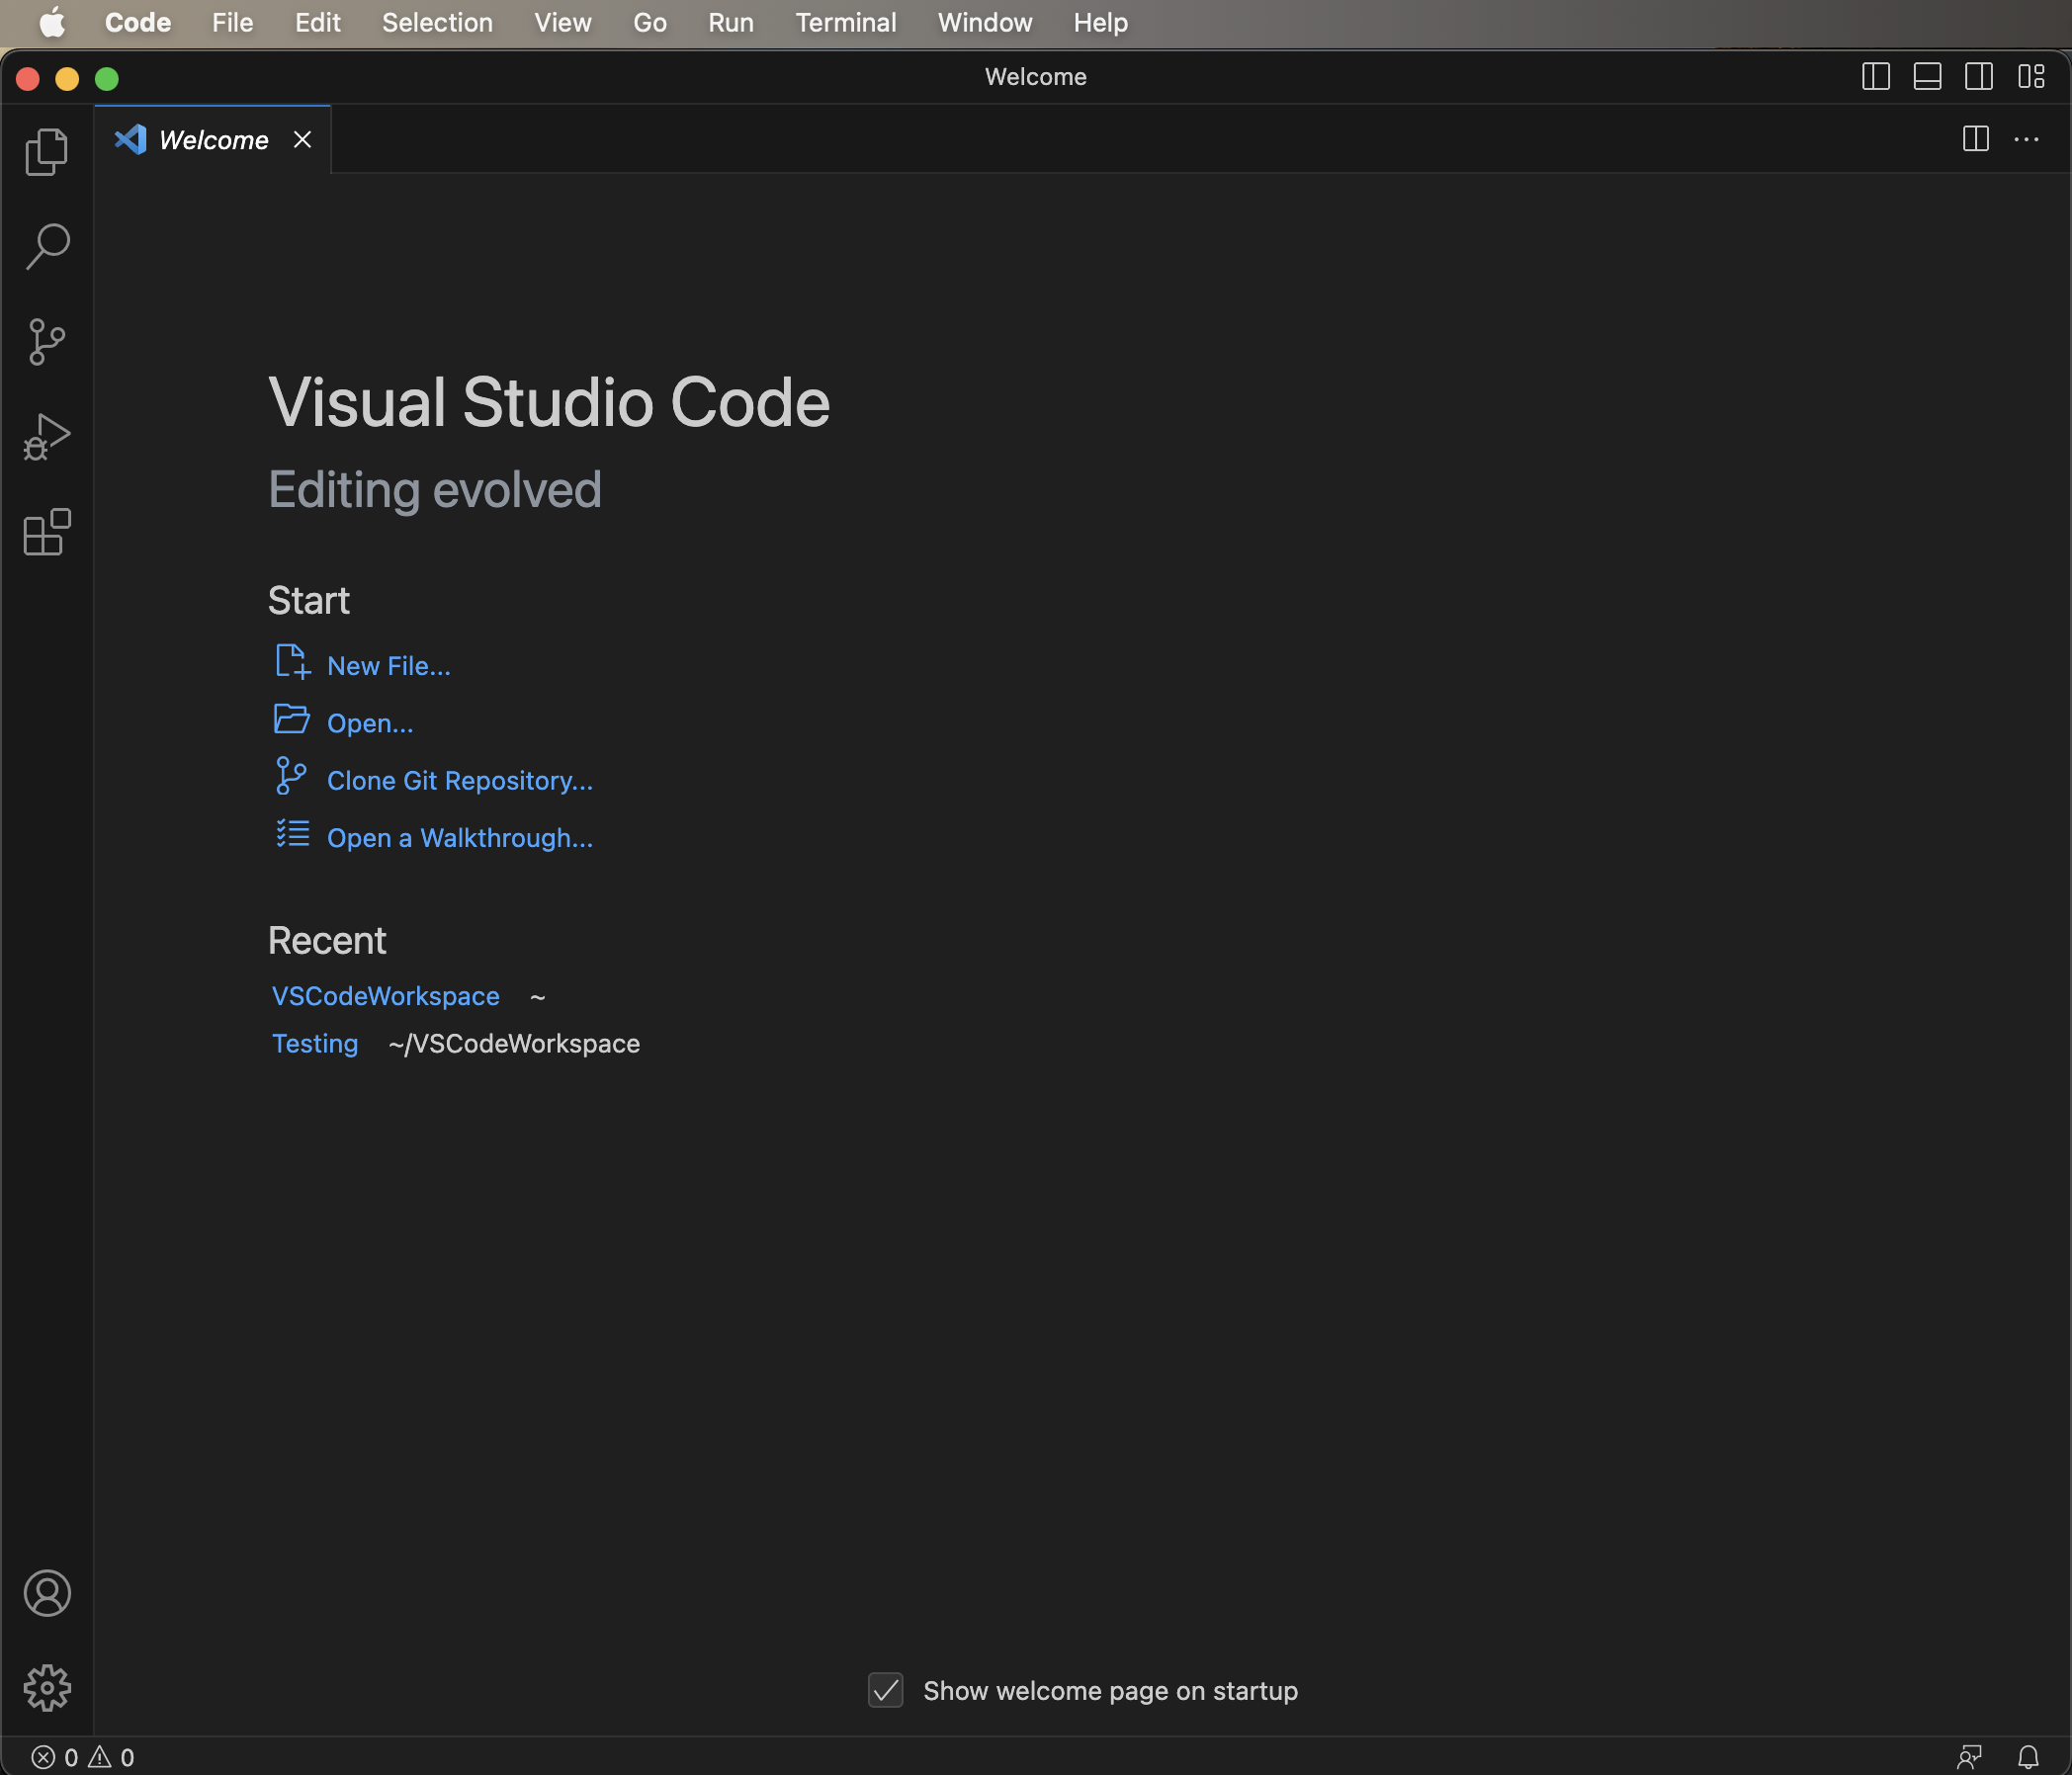 Code File Edit Selection View Go Run Terminal Window Help
Welcome
Welcome
Visual Studio Code
Editing evolved
Start
New File...
Open...
Clone Git Repository...
Open a Walkthrough...
Recent
VSCodeWorkspace ~
Testing ~/VSCodeWorkspace
Show welcome page on startup
0 0